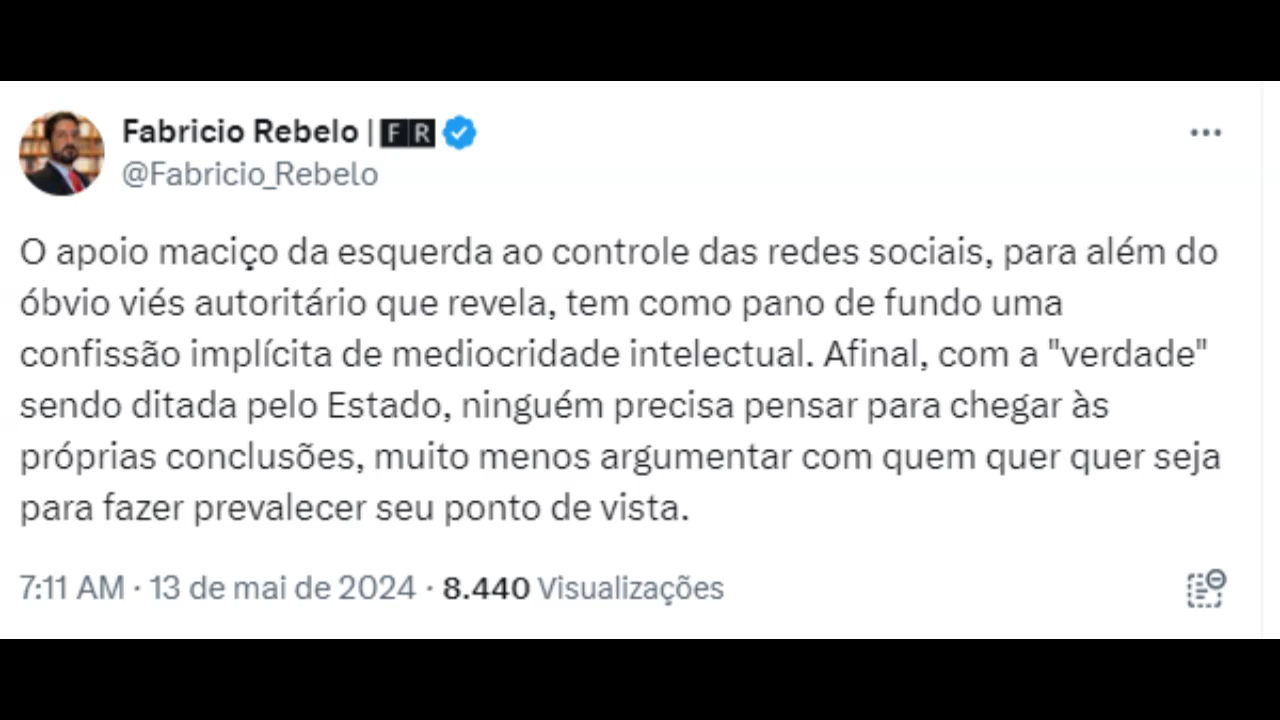 Fabricio Rebelo | F R
@Fabricio_Rebelo
O apoio maciço da esquerda ao controle das redes sociais, para além do
óbvio viés autoritário que revela, tem como pano de fundo uma
confissão implícita de mediocridade intelectual. Afinal, com a "verdade"
sendo ditada pelo Estado, ninguém precisa pensar para chegar às
próprias conclusões, muito menos argumentar com quem quer quer seja
para fazer prevalecer seu ponto de vista.
7:11 AM · 13 de mai de 2024 · 8.440 Visualizações